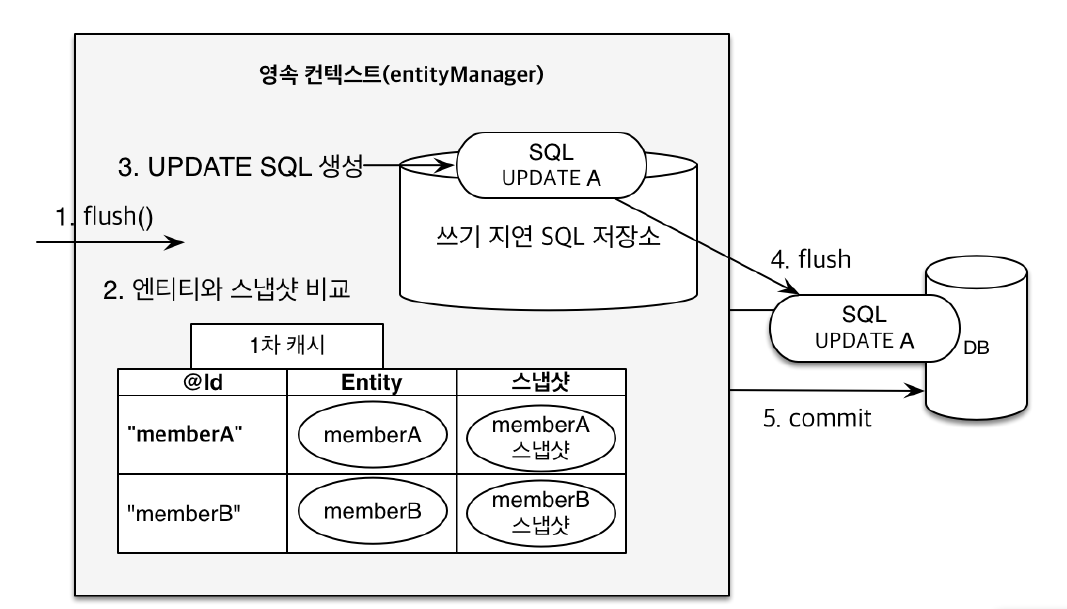 영속 컨텍스트(entityManager)
3. UPDATE SQL 생성
SQL
UPDATE A
1. flush()
쓰기 지연 SQL 저장소
2. 엔티티와 스냅샷 비교
4. flush
SQL
UPDATE A
DB
5. commit
1차 캐시
@Id
Entity
스냅샷
"memberA"
memberA
memberA
스냅샷
"memberB"
memberB
memberB
스냅샷